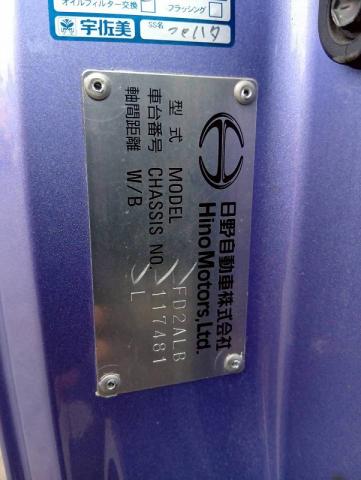 オイルフィルター交換 フラッシング
宇佐美 SS名
日野自動車株式会社
Hino Motors, Ltd.
型式 MODEL FD2ALB
車台番号 CHASSIS NO. 117481
軸間距離 W/B L